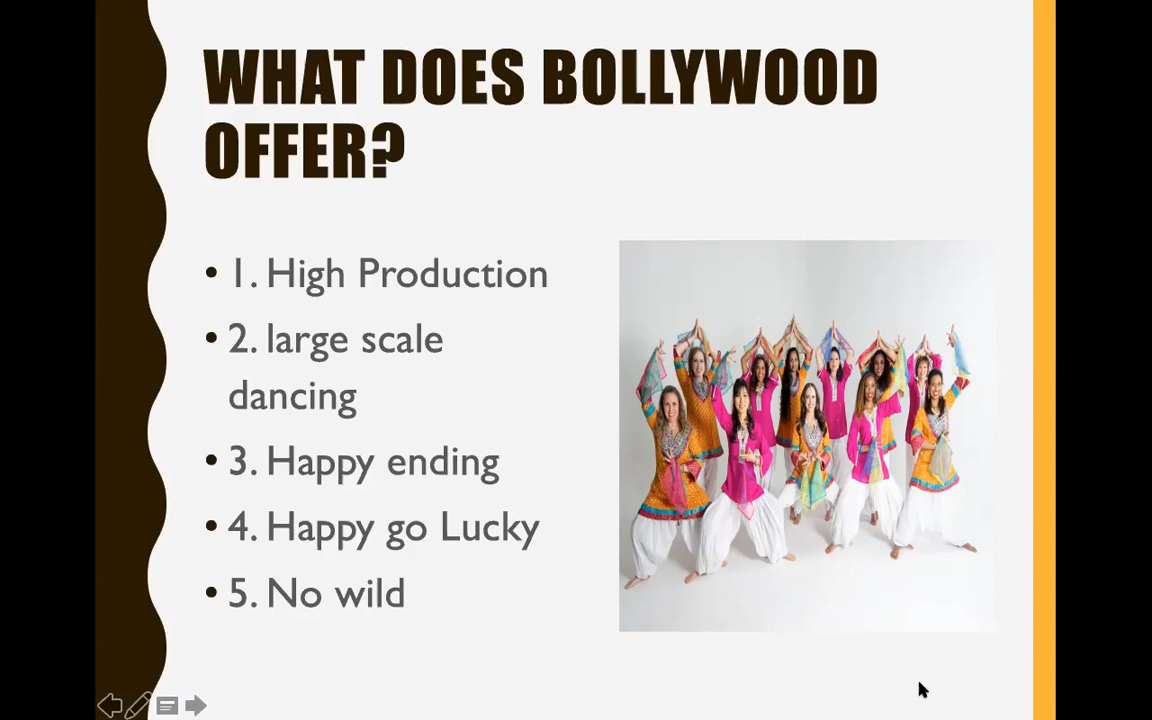 WHAT DOES BOLLYWOOD
OFFER?
• 1. High Production
• 2. large scale
dancing
• 3. Happy ending
• 4. Happy go Lucky
• 5. No wild